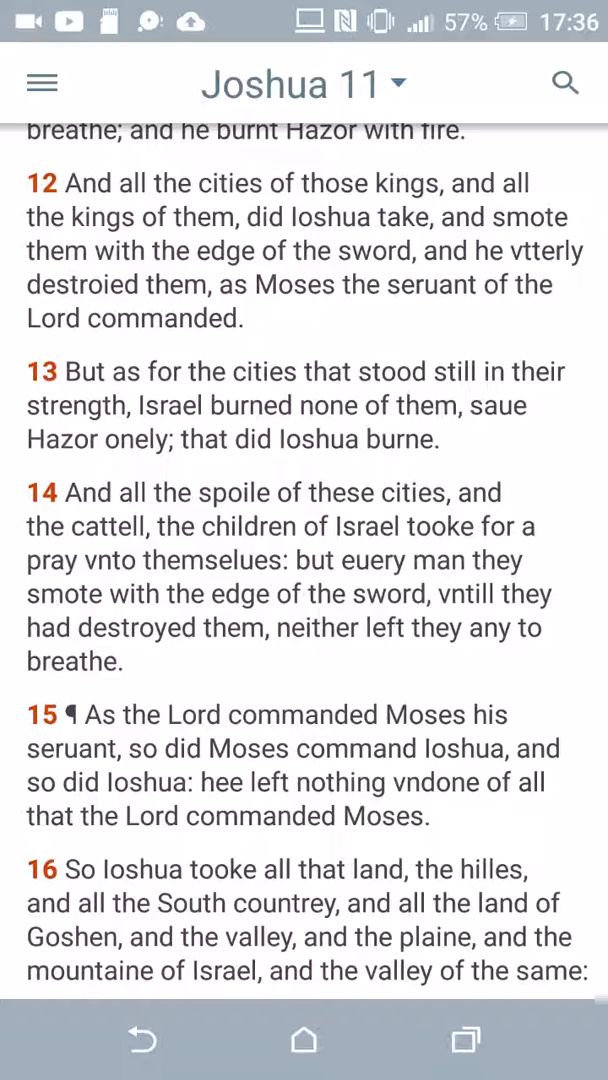 57% 17:36
Joshua 11
breathe; and he burnt Hazor with fire.
12 And all the cities of those kings, and all
the kings of them, did Ioshua take, and smote
them with the edge of the sword, and he vtterly
destroied them, as Moses the seruant of the
Lord commanded.
13 But as for the cities that stood still in their
strength, Israel burned none of them, saue
Hazor onely; that did Ioshua burne.
14 And all the spoile of these cities, and
the cattell, the children of Israel tooke for a
pray vnto themselues: but euery man they
smote with the edge of the sword, vntill they
had destroyed them, neither left they any to
breathe.
15 ¶ As the Lord commanded Moses his
seruant, so did Moses command Ioshua, and
so did Ioshua: hee left nothing vndone of all
that the Lord commanded Moses.
16 So Ioshua tooke all that land, the hilles,
and all the South countrey, and all the land of
Goshen, and the valley, and the plaine, and the
mountaine of Israel, and the valley of the same: